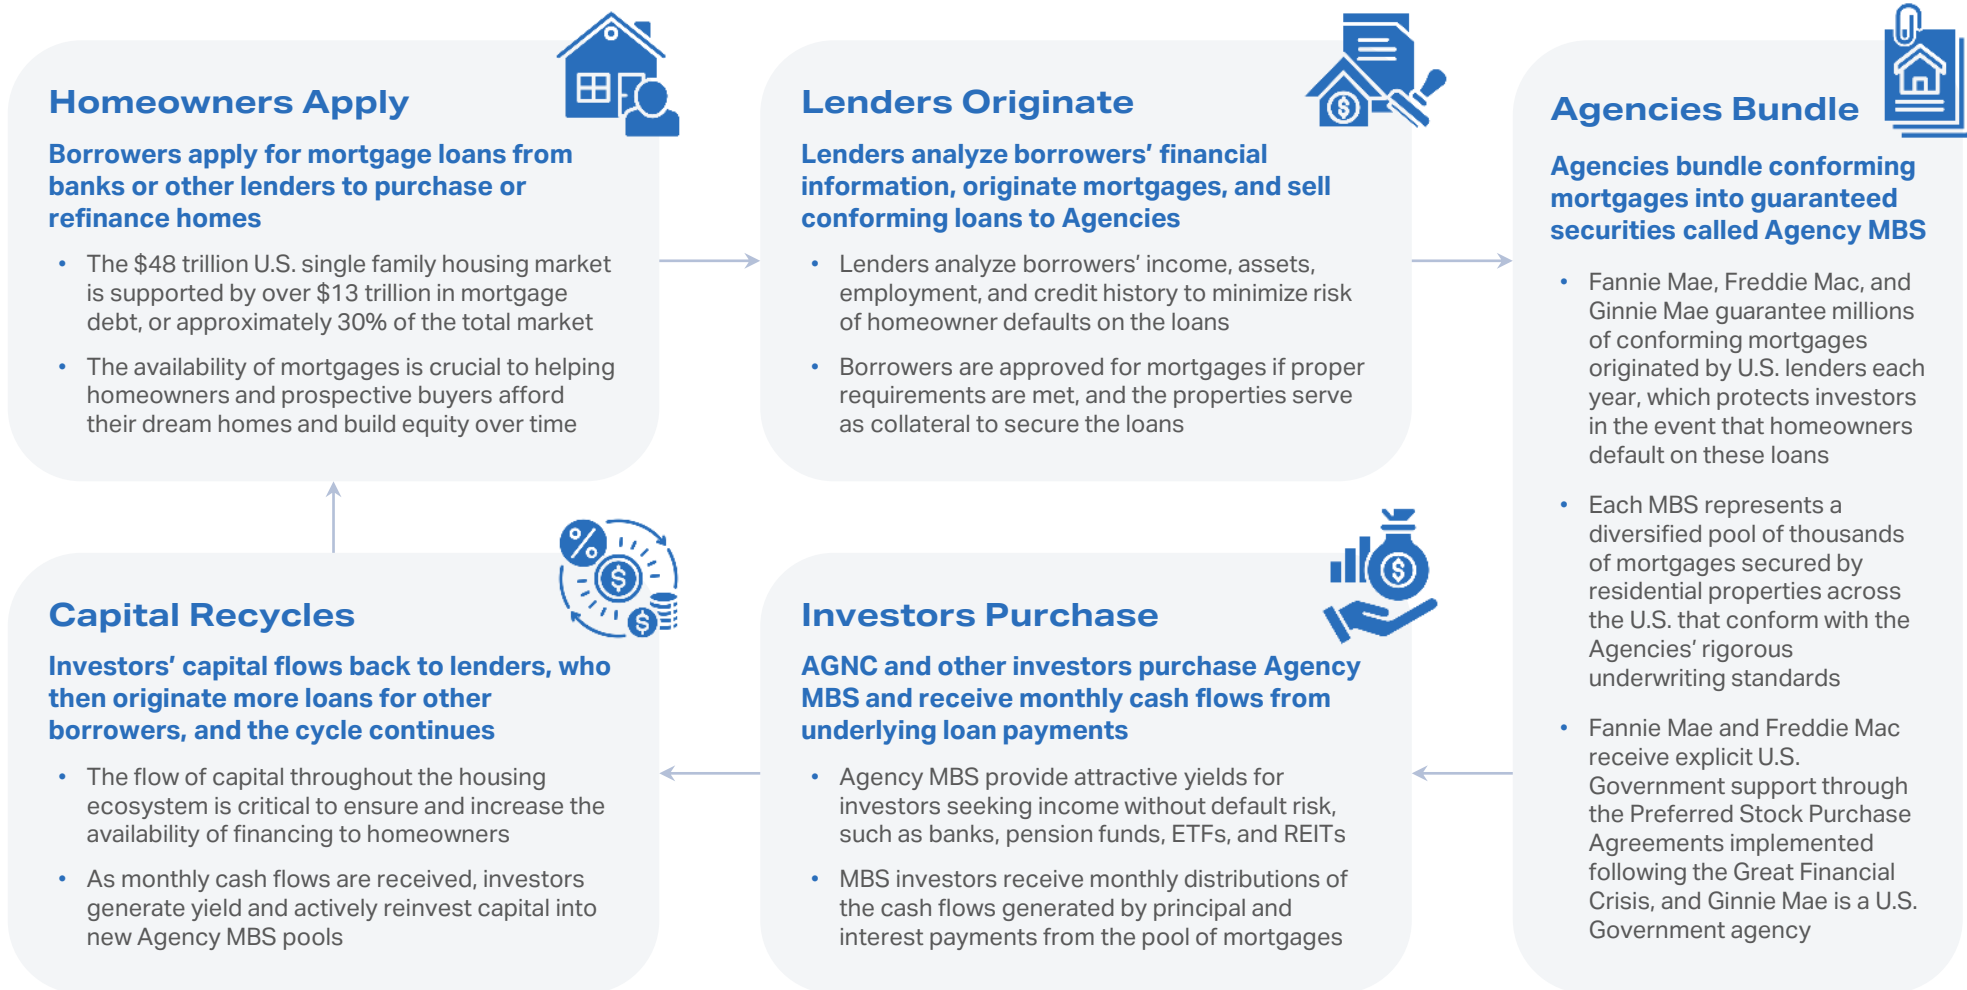 Homeowners Apply
Borrowers apply for mortgage loans from
banks or other lenders to purchase or
refinance homes
• The $48 trillion U.S. single family housing market
is supported by over $13 trillion in mortgage
debt, or approximately 30% of the total market
• The availability of mortgages is crucial to helping
homeowners and prospective buyers afford
their dream homes and build equity over time
Lenders Originate
Lenders analyze borrowers’ financial
information, originate mortgages, and sell
conforming loans to Agencies
• Lenders analyze borrowers’ income, assets,
employment, and credit history to minimize risk
of homeowner defaults on the loans
• Borrowers are approved for mortgages if proper
requirements are met, and the properties serve
as collateral to secure the loans
Agencies Bundle
Agencies bundle conforming
mortgages into guaranteed
securities called Agency MBS
• Fannie Mae, Freddie Mac, and
Ginnie Mae guarantee millions
of conforming mortgages
originated by U.S. lenders each
year, which protects investors
in the event that homeowners
default on these loans
• Each MBS represents a
diversified pool of thousands
of mortgages secured by
residential properties across
the U.S. that conform with the
Agencies’ rigorous
underwriting standards
• Fannie Mae and Freddie Mac
receive explicit U.S.
Government support through
the Preferred Stock Purchase
Agreements implemented
following the Great Financial
Crisis, and Ginnie Mae is a U.S.
Government agency
Investors Purchase
AGNC and other investors purchase Agency
MBS and receive monthly cash flows from
underlying loan payments
• Agency MBS provide attractive yields for
investors seeking income without default risk,
such as banks, pension funds, ETFs, and REITs
• MBS investors receive monthly distributions of
the cash flows generated by principal and
interest payments from the pool of mortgages
Capital Recycles
Investors’ capital flows back to lenders, who
then originate more loans for other
borrowers, and the cycle continues
• The flow of capital throughout the housing
ecosystem is critical to ensure and increase the
availability of financing to homeowners
• As monthly cash flows are received, investors
generate yield and actively reinvest capital into
new Agency MBS pools